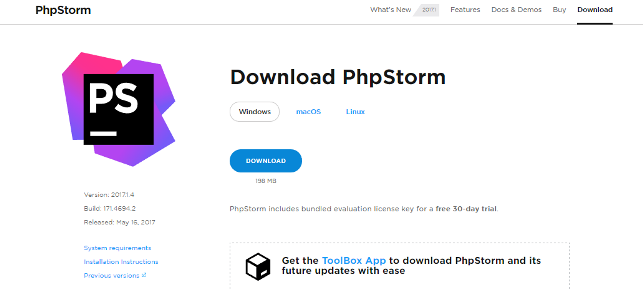 PhpStorm
What's New 2017.1 Features Docs & Demos Buy Download
PS
Download PhpStorm
Windows macOS Linux
DOWNLOAD
198 MB
Version: 2017.1.4
Build: 171.4694.2
Released: May 16, 2017
PhpStorm includes bundled evaluation license key for a free 30-day trial.
System requirements
Installation Instructions
Previous versions
Get the ToolBox App to download PhpStorm and its
future updates with ease